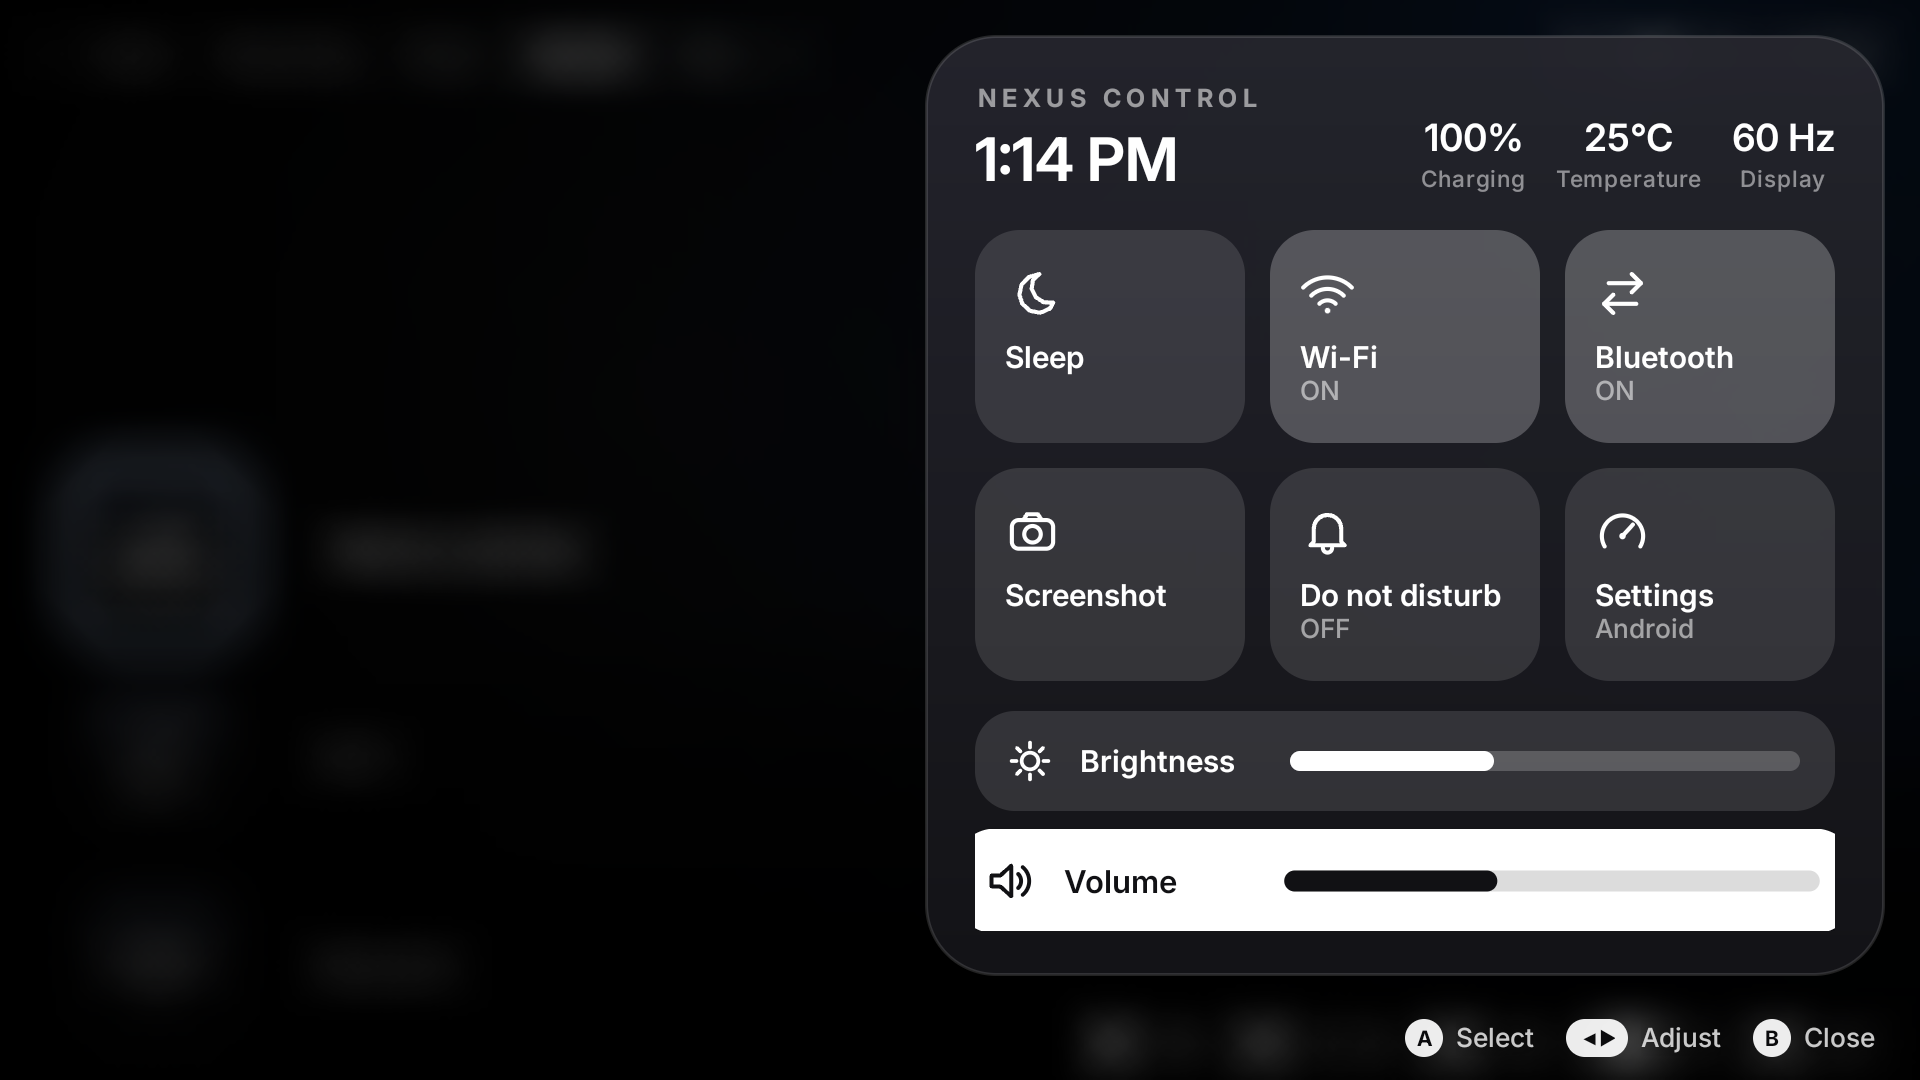 NEXUS CONTROL
1:14 PM
100%
Charging
25°C
Temperature
60 Hz
Display
Sleep
Wi-Fi
ON
Bluetooth
ON
Screenshot
Do not disturb
OFF
Settings
Android
Brightness
Volume
A Select
Adjust
B Close